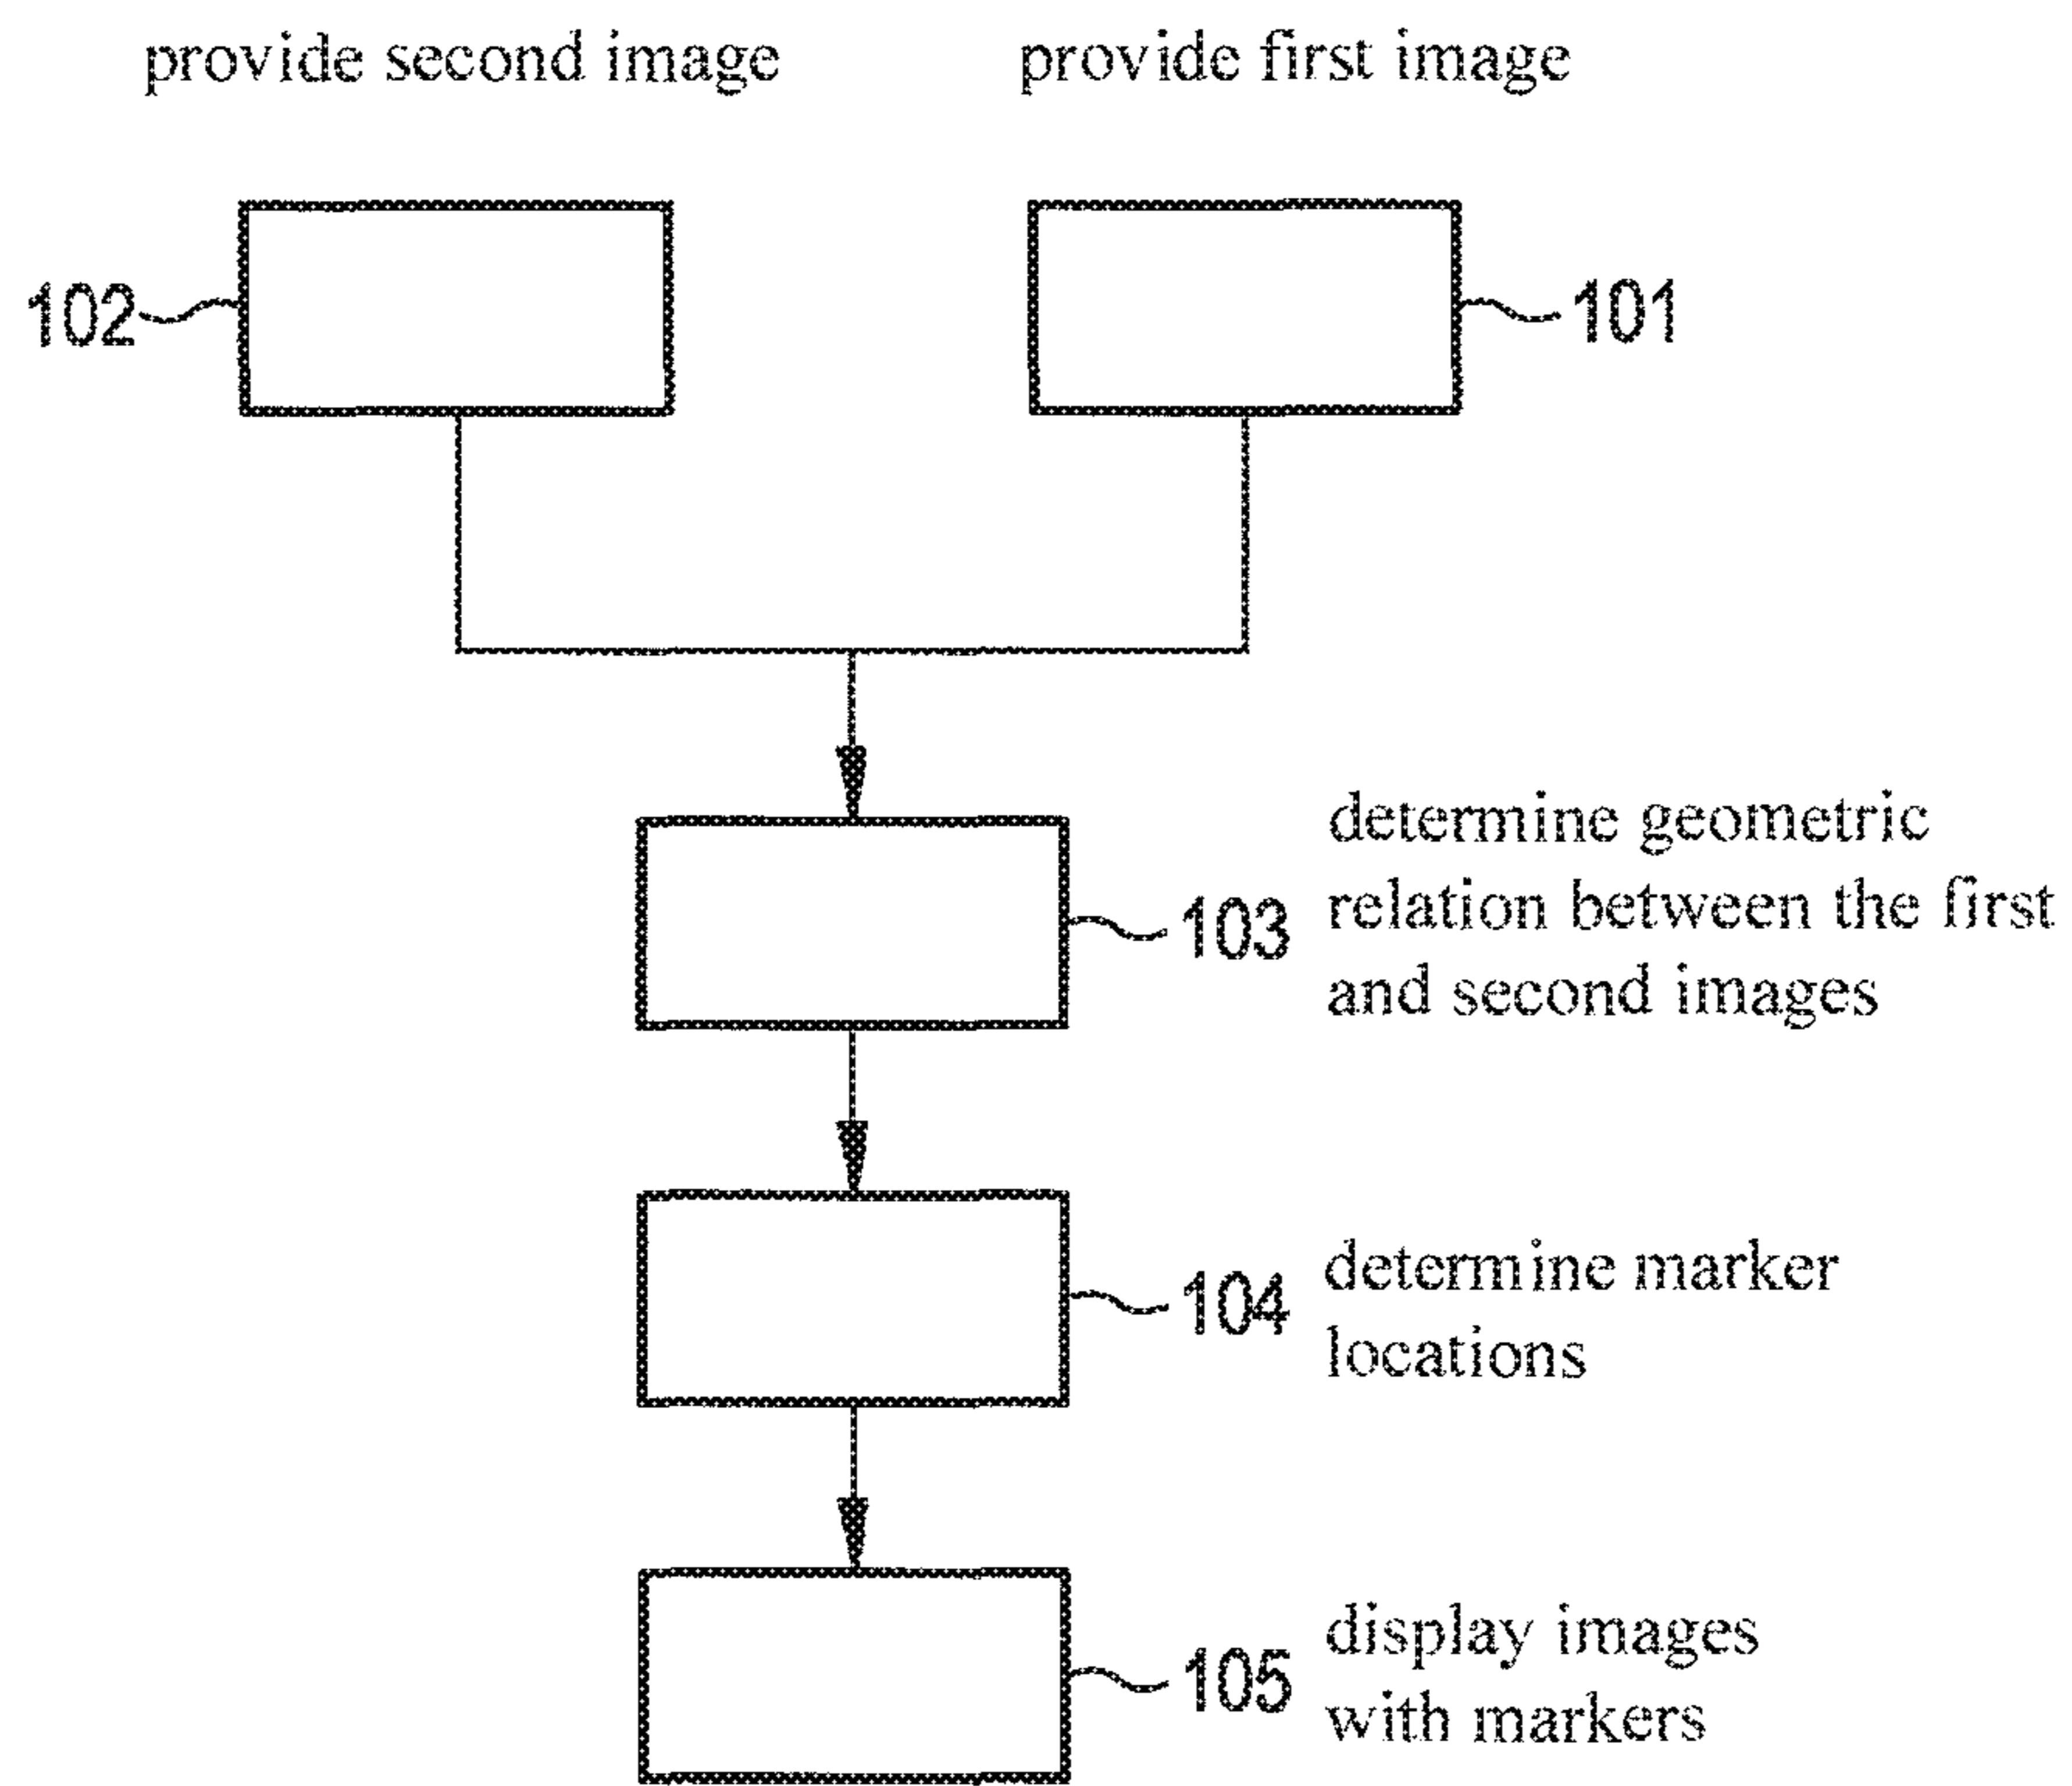 provide second image
provide first image
102
101
determine geometric
103 relation between the first
and second images
104 determine marker
locations
105 display images
with markers